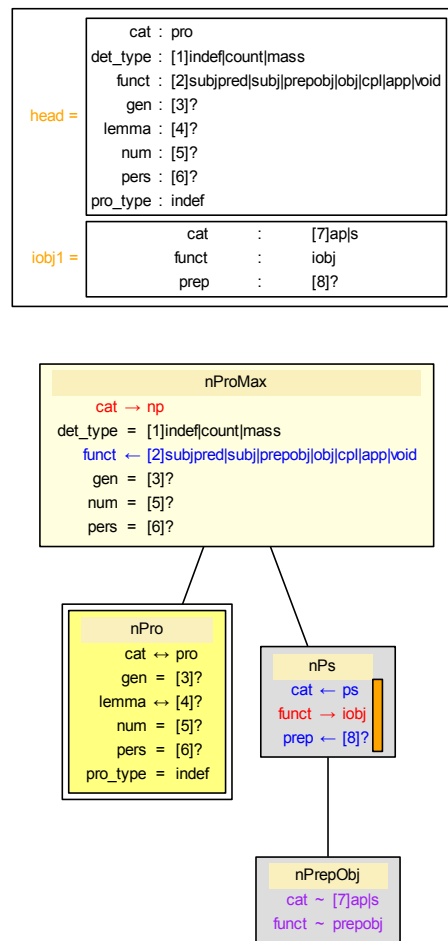 head =
cat : pro
det_type : [1]indef|count|mass
funct : [2]subjpred|subj|prepobj|obj|cpl|app|void
gen : [3]?
lemma : [4]?
num : [5]?
pers : [6]?
pro_type : indef
iobj1 =
cat : [7]ap|s
funct : iobj
prep : [8]?
nProMax
cat → np
det_type = [1]indef|count|mass
funct ← [2]subjpred|subj|prepobj|obj|cpl|app|void
gen = [3]?
num = [5]?
pers = [6]?
nPro
cat ↔ pro
gen = [3]?
lemma ↔ [4]?
num = [5]?
pers = [6]?
pro_type = indef
nPs
cat ← ps
funct → iobj
prep ← [8]?
nPrepObj
cat ~ [7]ap|s
funct ~ prepobj